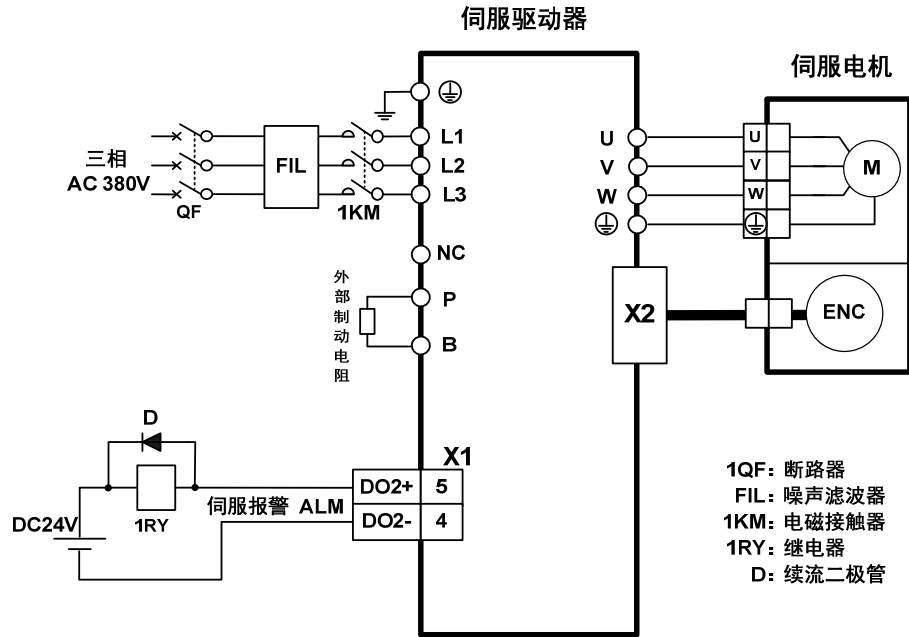 伺服驱动器
伺服电机
L1
L2
L3
NC
P
B
三相
AC 380V
QF
FIL
1KM
外部制动电阻
U
V
W
U
V
W
M
X2
ENC
D
X1
DO2+ 5
DO2- 4
伺服报警 ALM
1RY
DC24V
1QF：断路器
FIL：噪声滤波器
1KM：电磁接触器
1RY：继电器
D：续流二极管